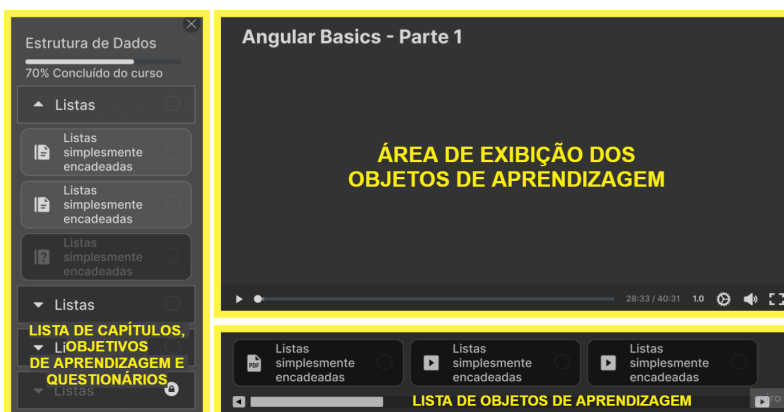 Estrutura de Dados
70% Concluído do curso
Listas
Listas
simplesmente
encadeadas
Listas
simplesmente
encadeadas
Listas
simplesmente
encadeadas
Listas
LISTA DE CAPÍTULOS,
OBJETIVOS
DE APRENDIZAGEM E
QUESTIONÁRIOS
Listas
Angular Basics - Parte 1
ÁREA DE EXIBIÇÃO DOS
OBJETOS DE APRENDIZAGEM
28:33 / 40:31 1.0
PDF
Listas
simplesmente
encadeadas
Listas
simplesmente
encadeadas
Listas
simplesmente
encadeadas
LISTA DE OBJETOS DE APRENDIZAGEM